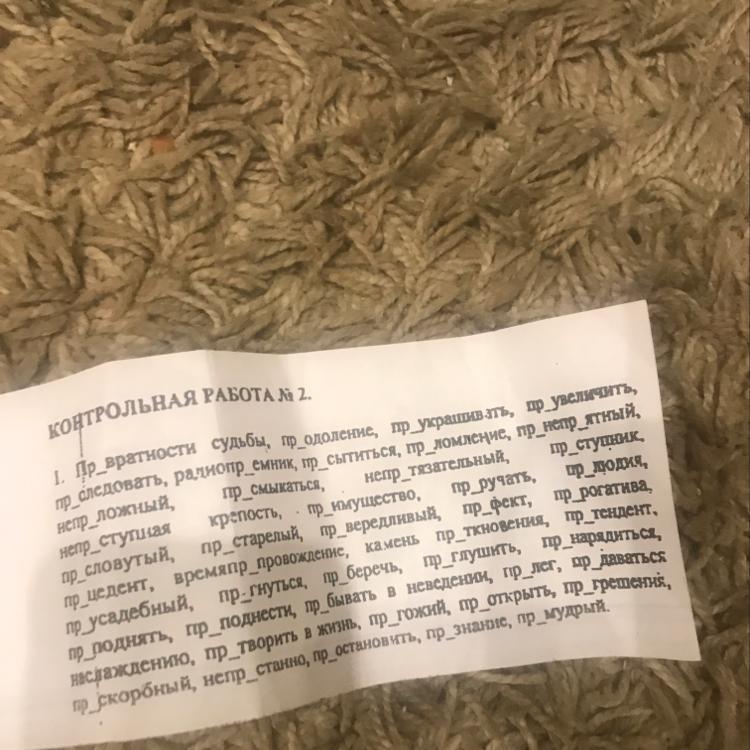 КОНТРОЛЬНАЯ РАБОТА № 2.
1. Пр_вратности судьбы, пр_одоление, пр_украшивать, пр_увеличить,
пр_следовать, радиопр_емник, пр_сытиться, пр_ломление, пр_непр_ятный,
непр_ложный, пр_смыкаться, непр_тязательный, пр_ступник,
непр_ступная крепость, пр_имущество, пр_ручать, пр_людия,
пр_словутый, пр_старелый, пр_вередливый, пр_фект, пр_рогатива,
пр_цедент, времяпр_провождение, камень пр_ткновения, пр_тендент,
пр_усадебный, пр_гнуться, пр_беречь, пр_глушить, пр_нарядиться,
пр_поднять, пр_поднести, пр_бывать в неведении, пр_лег, пр_даваться
наслаждению, пр_творить в жизнь, пр_гожий, пр_открыть, пр_грешения,
пр_скорбный, непр_станно, пр_остановить, пр_знание, пр_мудрый.